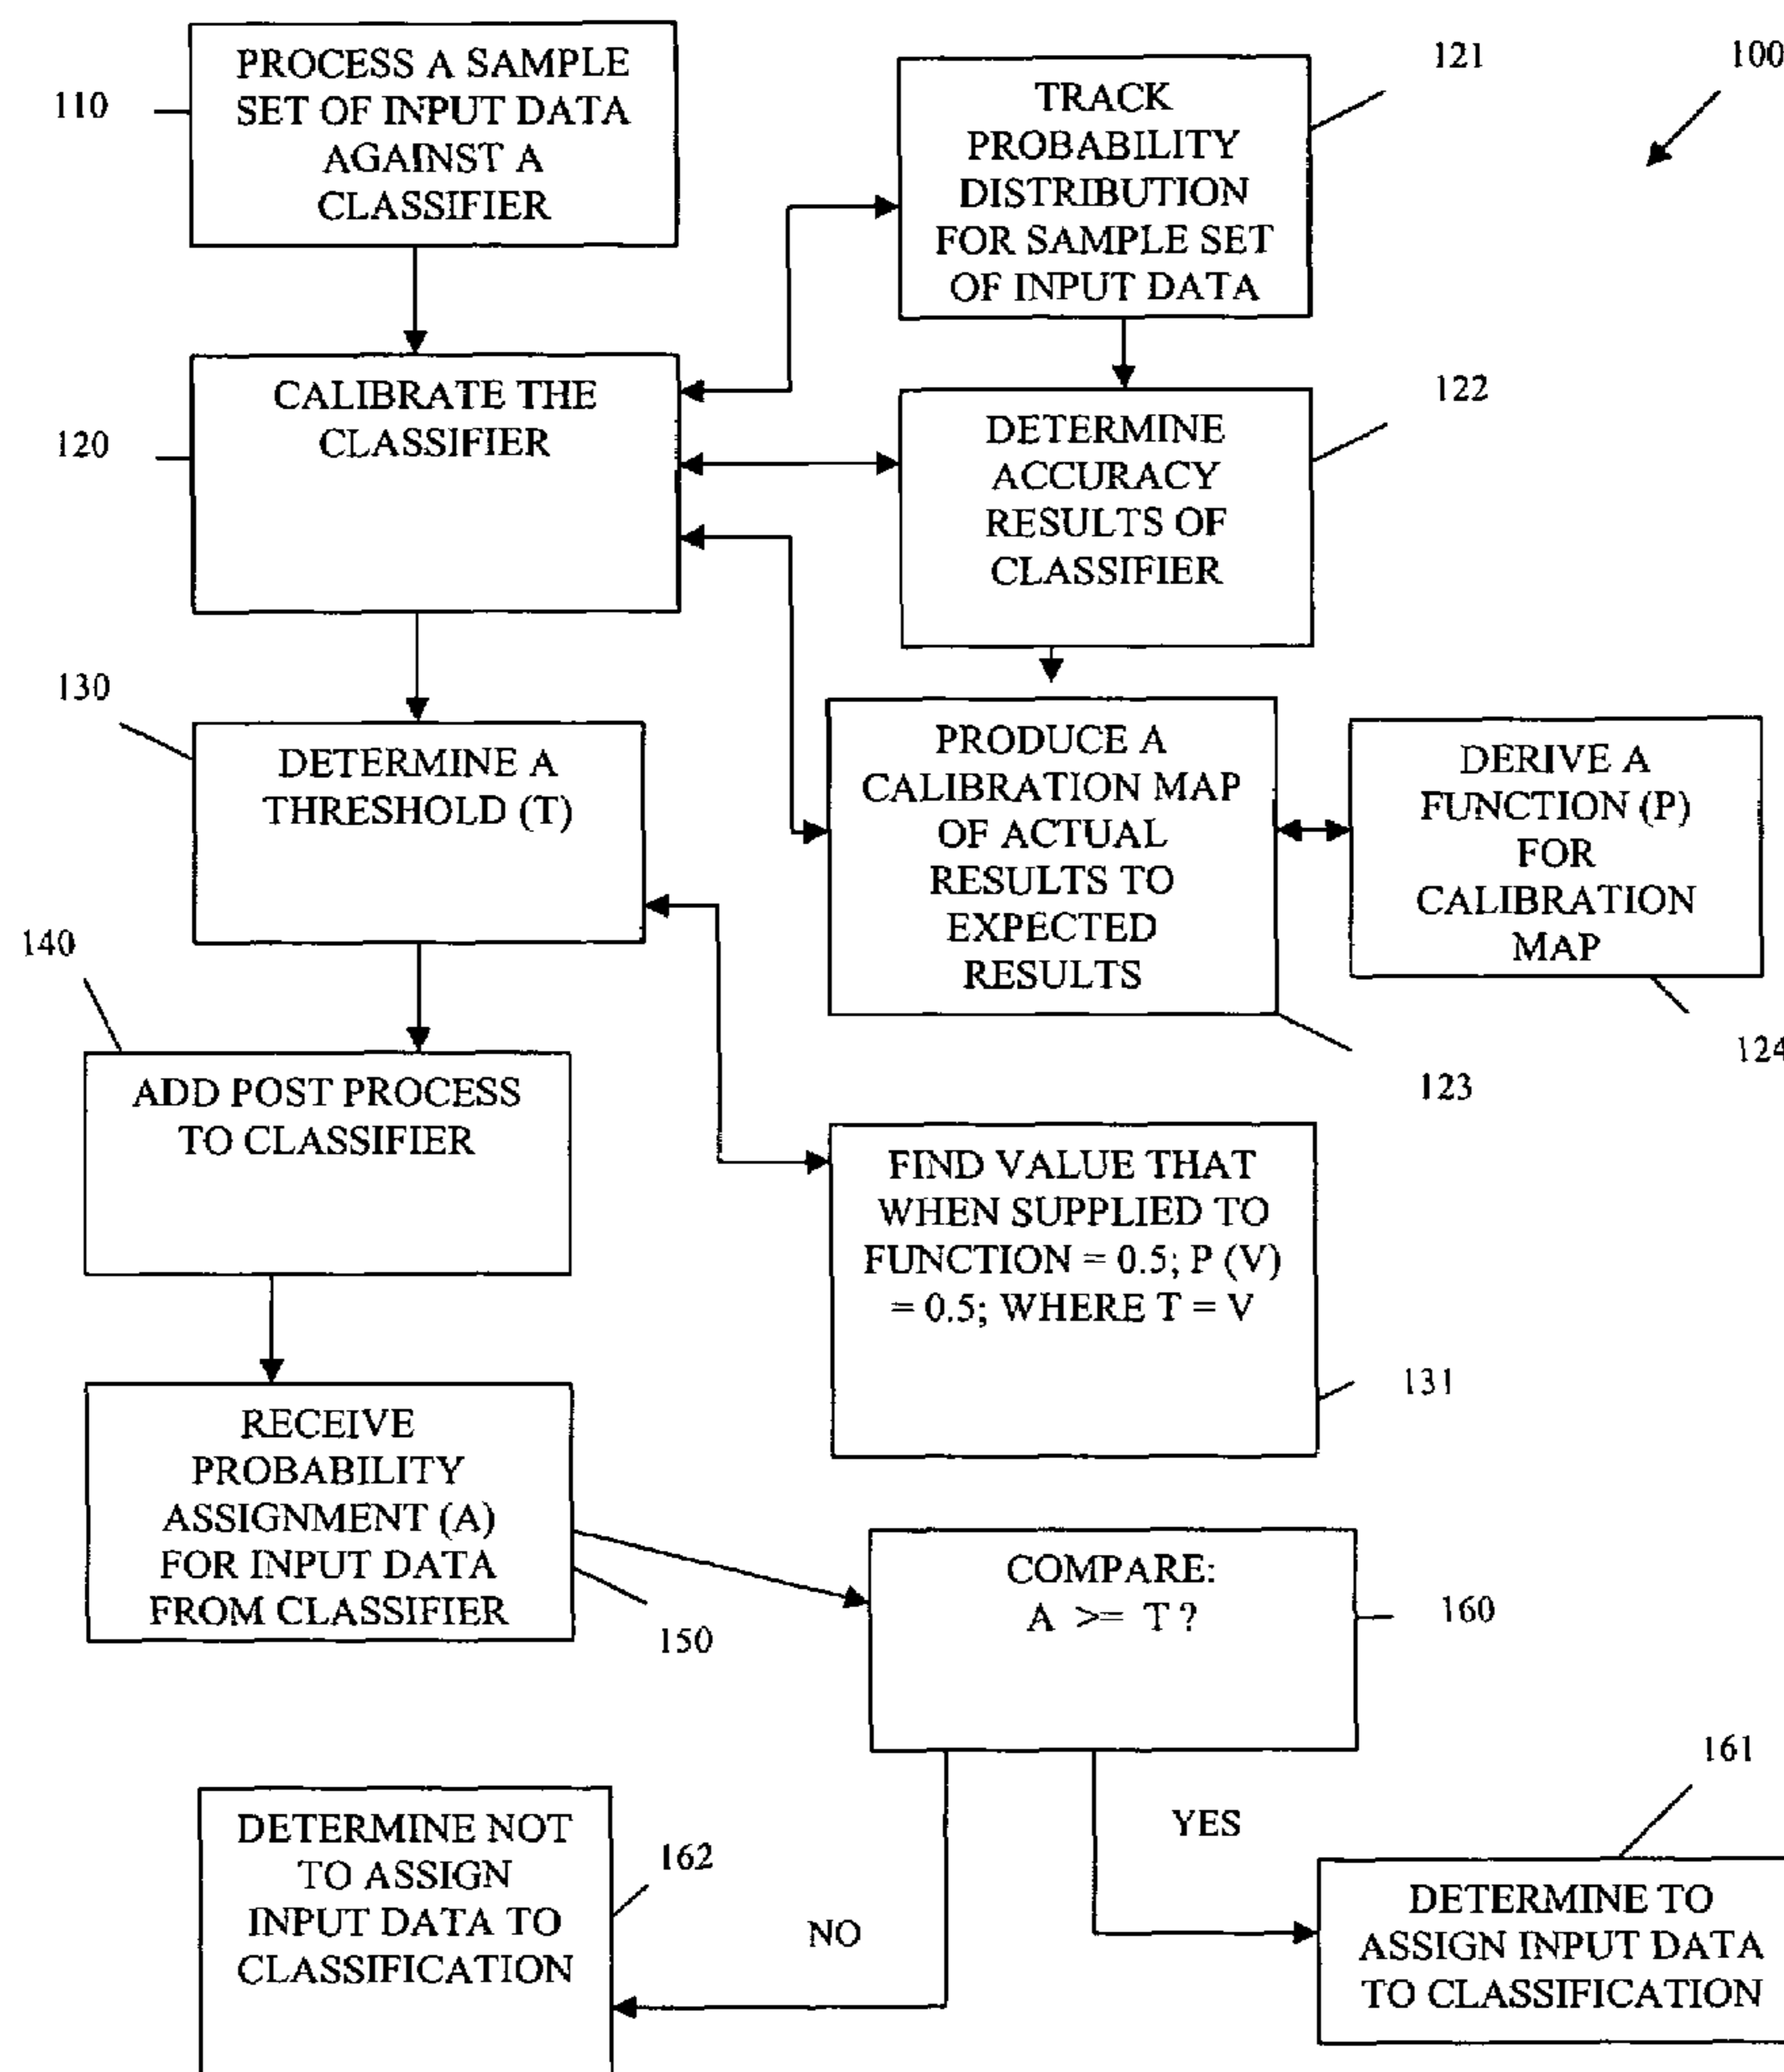 110
PROCESS A SAMPLE
SET OF INPUT DATA
AGAINST A
CLASSIFIER
121
TRACK
PROBABILITY
DISTRIBUTION
FOR SAMPLE SET
OF INPUT DATA
100
120
CALIBRATE THE
CLASSIFIER
122
DETERMINE
ACCURACY
RESULTS OF
CLASSIFIER
130
DETERMINE A
THRESHOLD (T)
PRODUCE A
CALIBRATION MAP
OF ACTUAL
RESULTS TO
EXPECTED
RESULTS
123
DERIVE A
FUNCTION (P)
FOR
CALIBRATION
MAP
124
140
ADD POST PROCESS
TO CLASSIFIER
FIND VALUE THAT
WHEN SUPPLIED TO
FUNCTION = 0.5; P (V)
= 0.5; WHERE T = V
131
RECEIVE
PROBABILITY
ASSIGNMENT (A)
FOR INPUT DATA
FROM CLASSIFIER
150
COMPARE:
A >= T ?
160
161
DETERMINE NOT
TO ASSIGN
INPUT DATA TO
CLASSIFICATION
162
NO
YES
DETERMINE TO
ASSIGN INPUT DATA
TO CLASSIFICATION